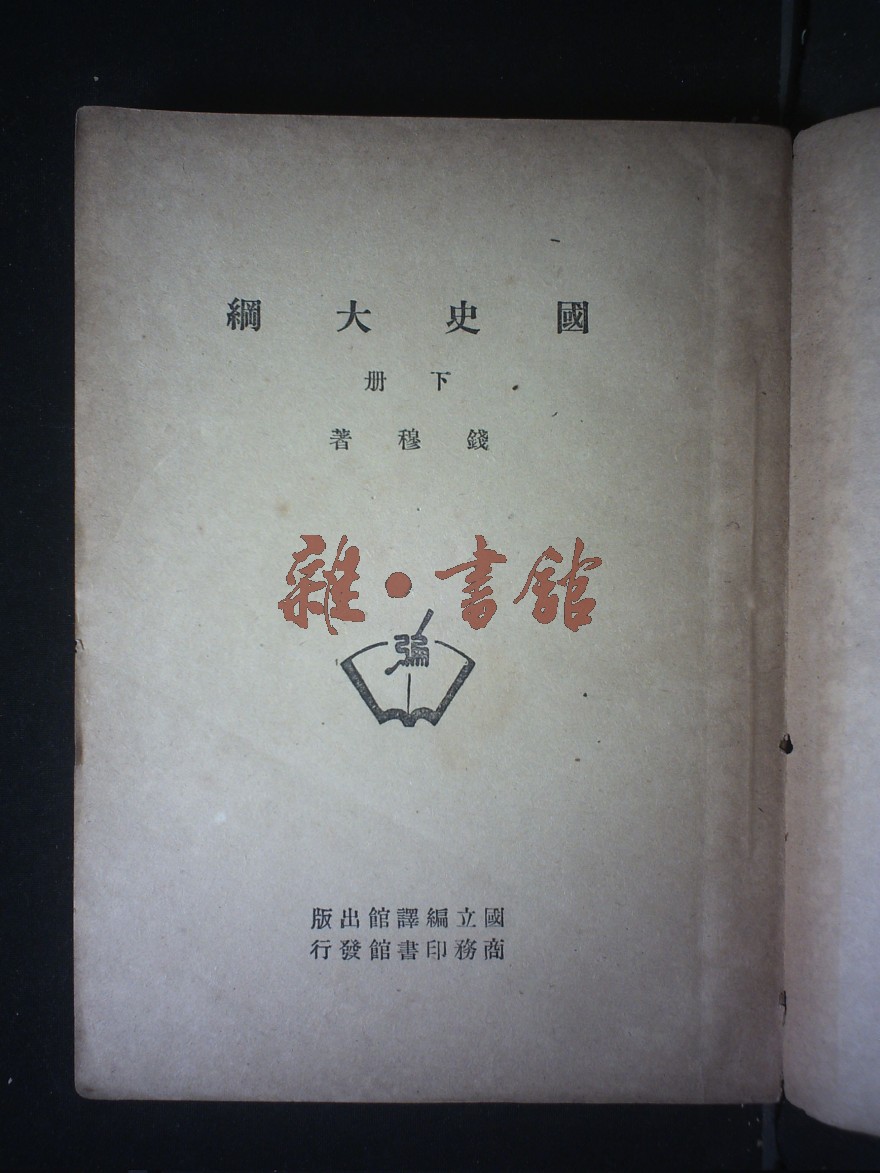 國史大綱
下册
錢穆著
雜·書館
編
國立編譯館出版
商務印書館發行